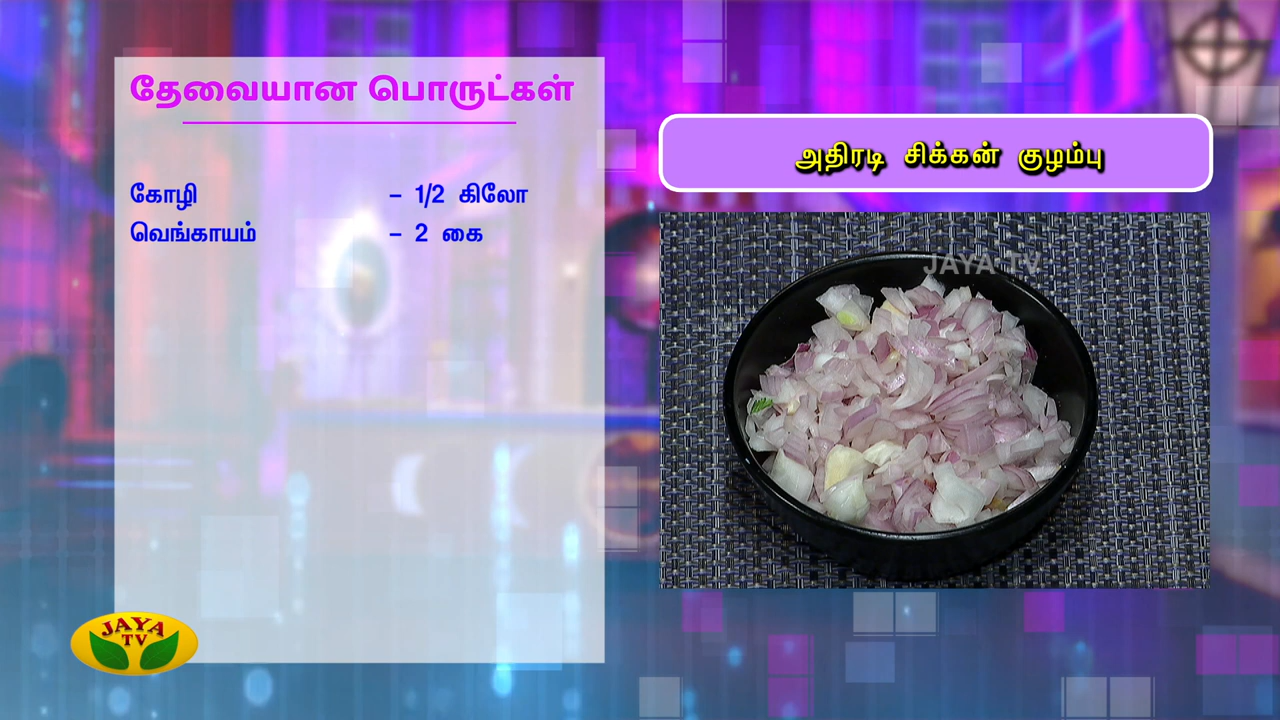 தேவையான பொருட்கள்
கோழி - 1/2 கிலோ
வெங்காயம் - 2 கை
அதிரடி சிக்கன் குழம்பு
JAYA TV
JAYA
TV